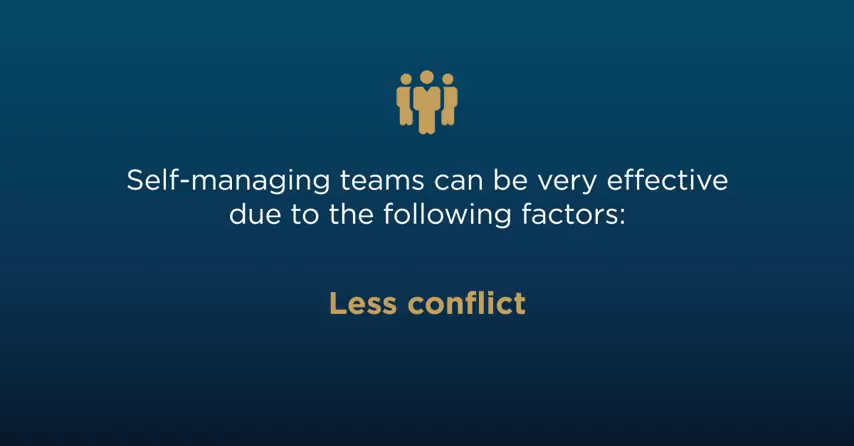 Self-managing teams can be very effective
due to the following factors:
Less conflict